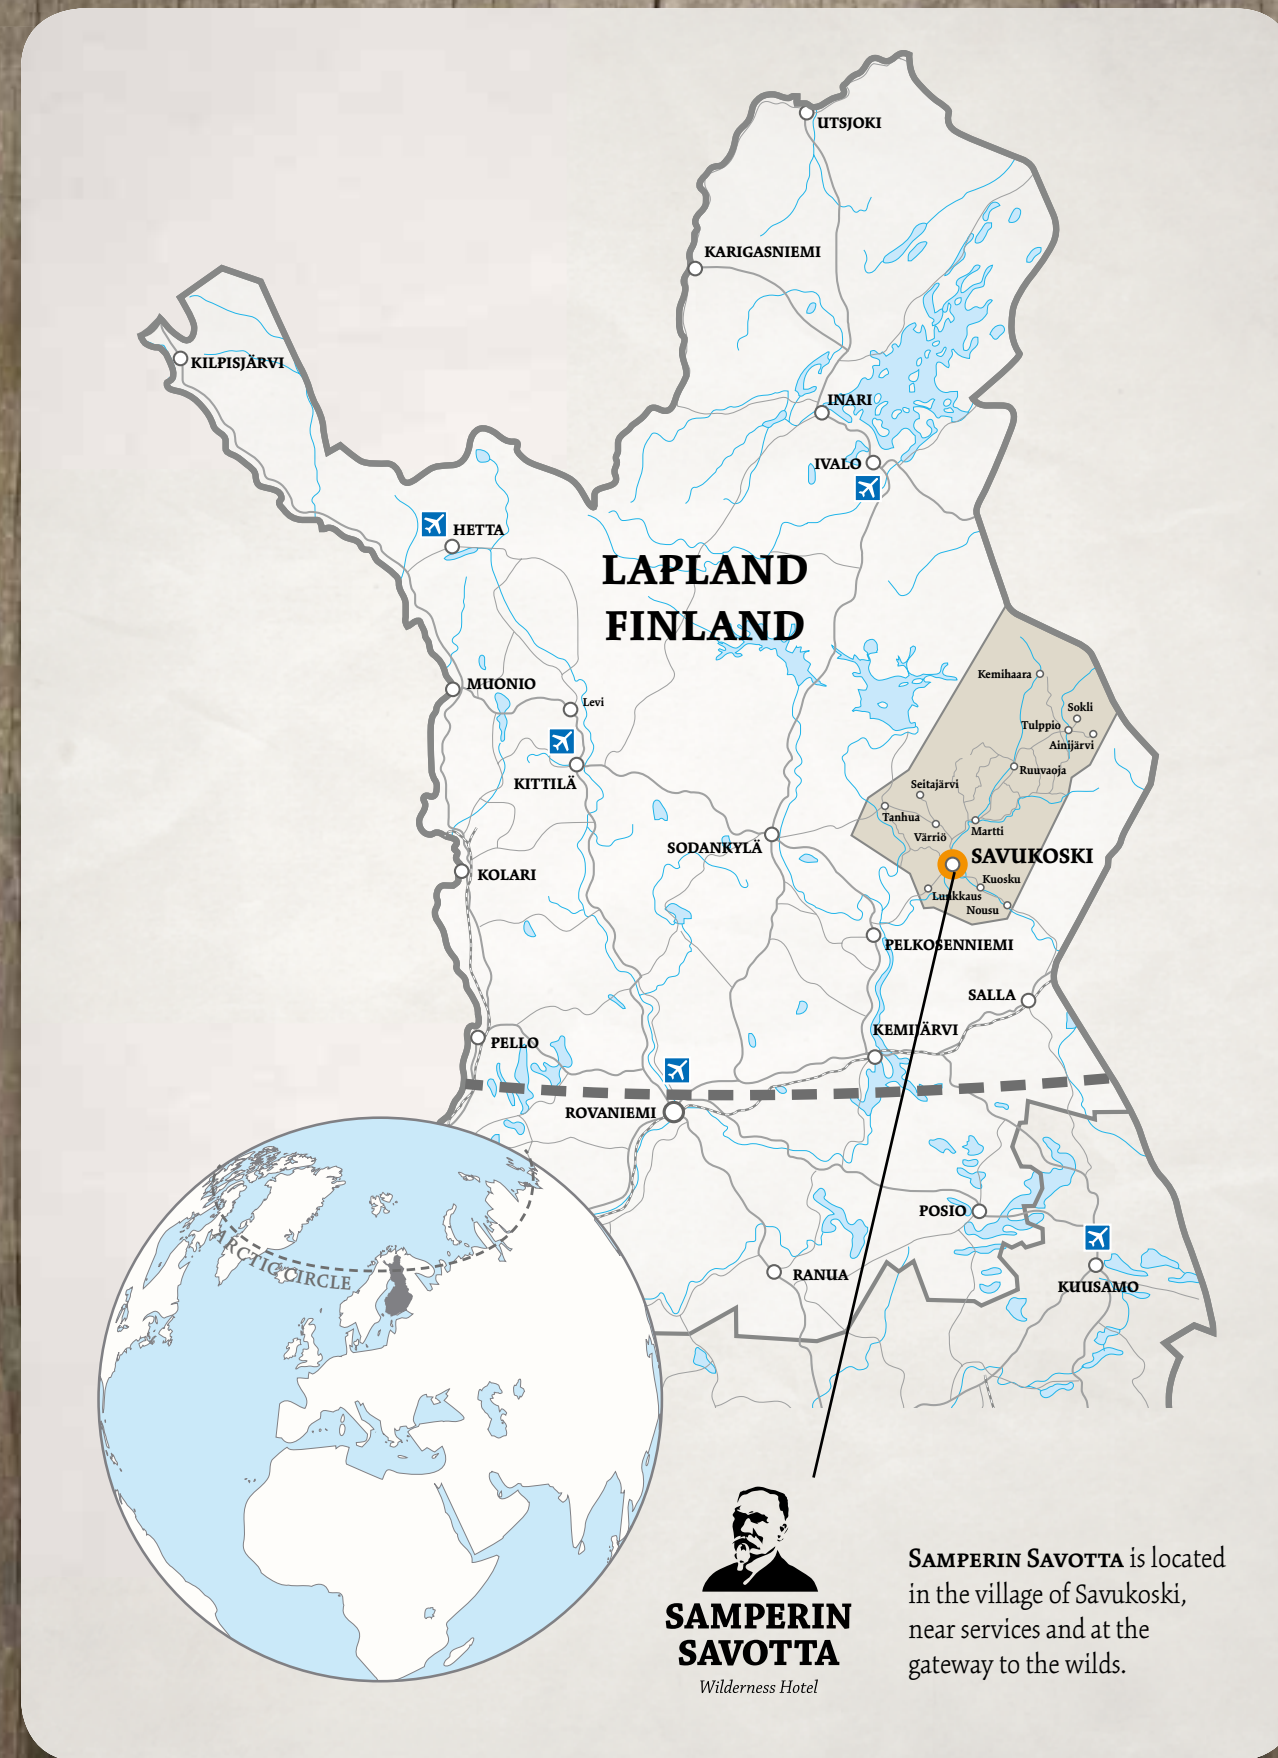 UTSJOKI
KARIGASNIEMI
KILPISJÄRVI
INARI
IVALO
HETTA
LAPLAND
FINLAND
Kemihaara
MUONIO
Levi
Sokli
Tulppio
Ainijärvi
Ruuvaoja
KITTILÄ
Seitajärvi
Tanhua
Värriö
Martti
SODANKYLÄ
SAVUKOSKI
KOLARI
Kuosku
Luukkaus
Nousu
PELKOSENNIEMI
SALLA
KEMIJÄRVI
PELLO
ROVANIEMI
POSIO
RANUA
KUUSAMO
ARCTIC CIRCLE
SAMPERIN
SAVOTTA
Wilderness Hotel
SAMPERIN SAVOTTA is located
in the village of Savukoski,
near services and at the
gateway to the wilds.